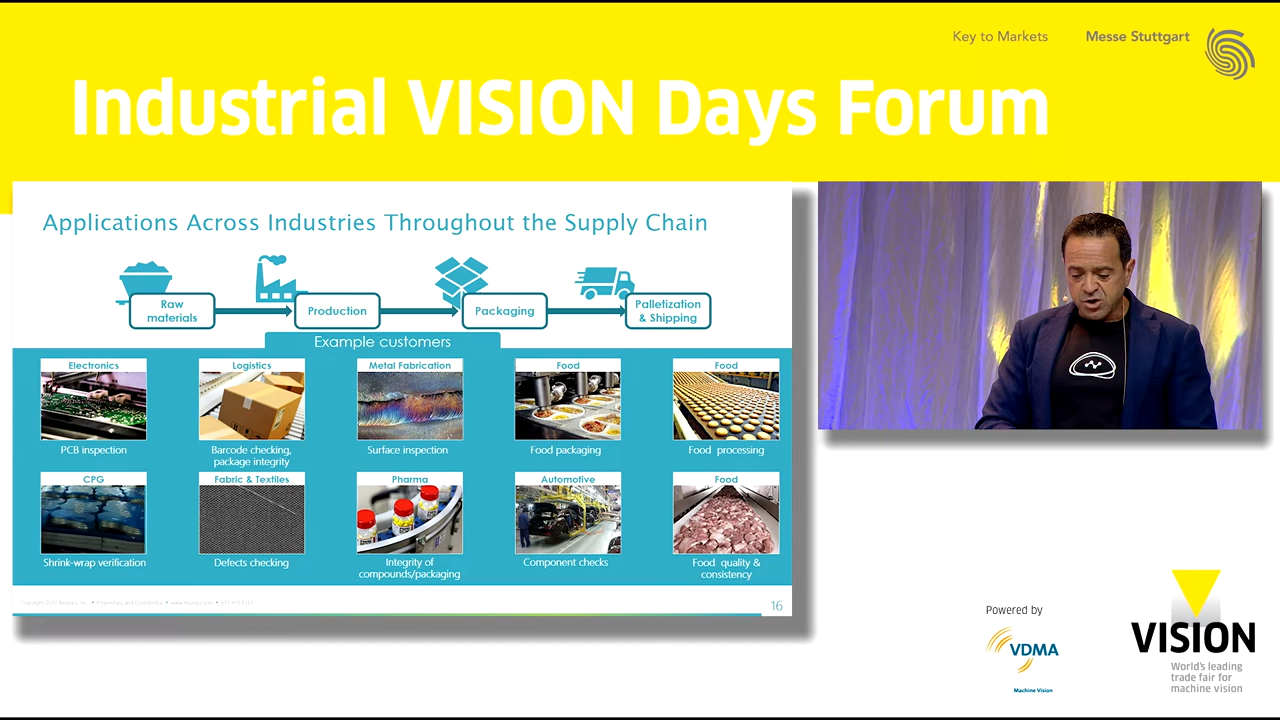 Key to Markets
Messe Stuttgart
Industrial VISION Days Forum
Applications Across Industries Throughout the Supply Chain
Raw
materials
Production
Packaging
Palletization
& Shipping
Example customers
Electronics
PCB inspection
Logistics
Barcode checking,
package integrity
Metal Fabrication
Surface inspection
Food
Food packaging
Food
Food processing
CPG
Shrink-wrap verification
Fabric & Textiles
Defects checking
Pharma
Integrity of
compounds/packaging
Automotive
Component checks
Food
Food quality &
consistency
16
Powered by
VDMA
Machine Vision
VISION
World's leading
trade fair for
machine vision